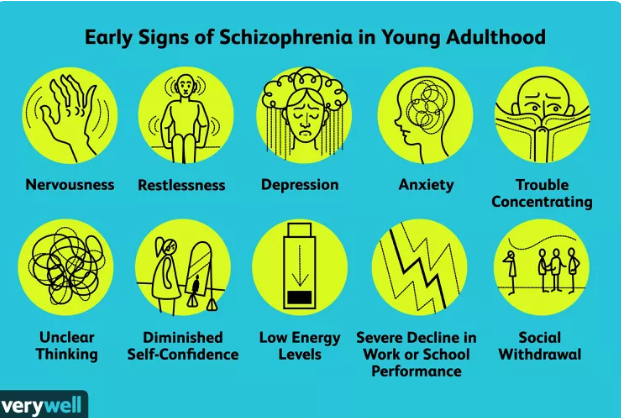 Early Signs of Schizophrenia in Young Adulthood
Nervousness
Restlessness
Depression
Anxiety
Trouble
Concentrating
Unclear
Thinking
Diminished
Self-Confidence
Low Energy
Levels
Severe Decline in
Work or School
Performance
Social
Withdrawal
verywell